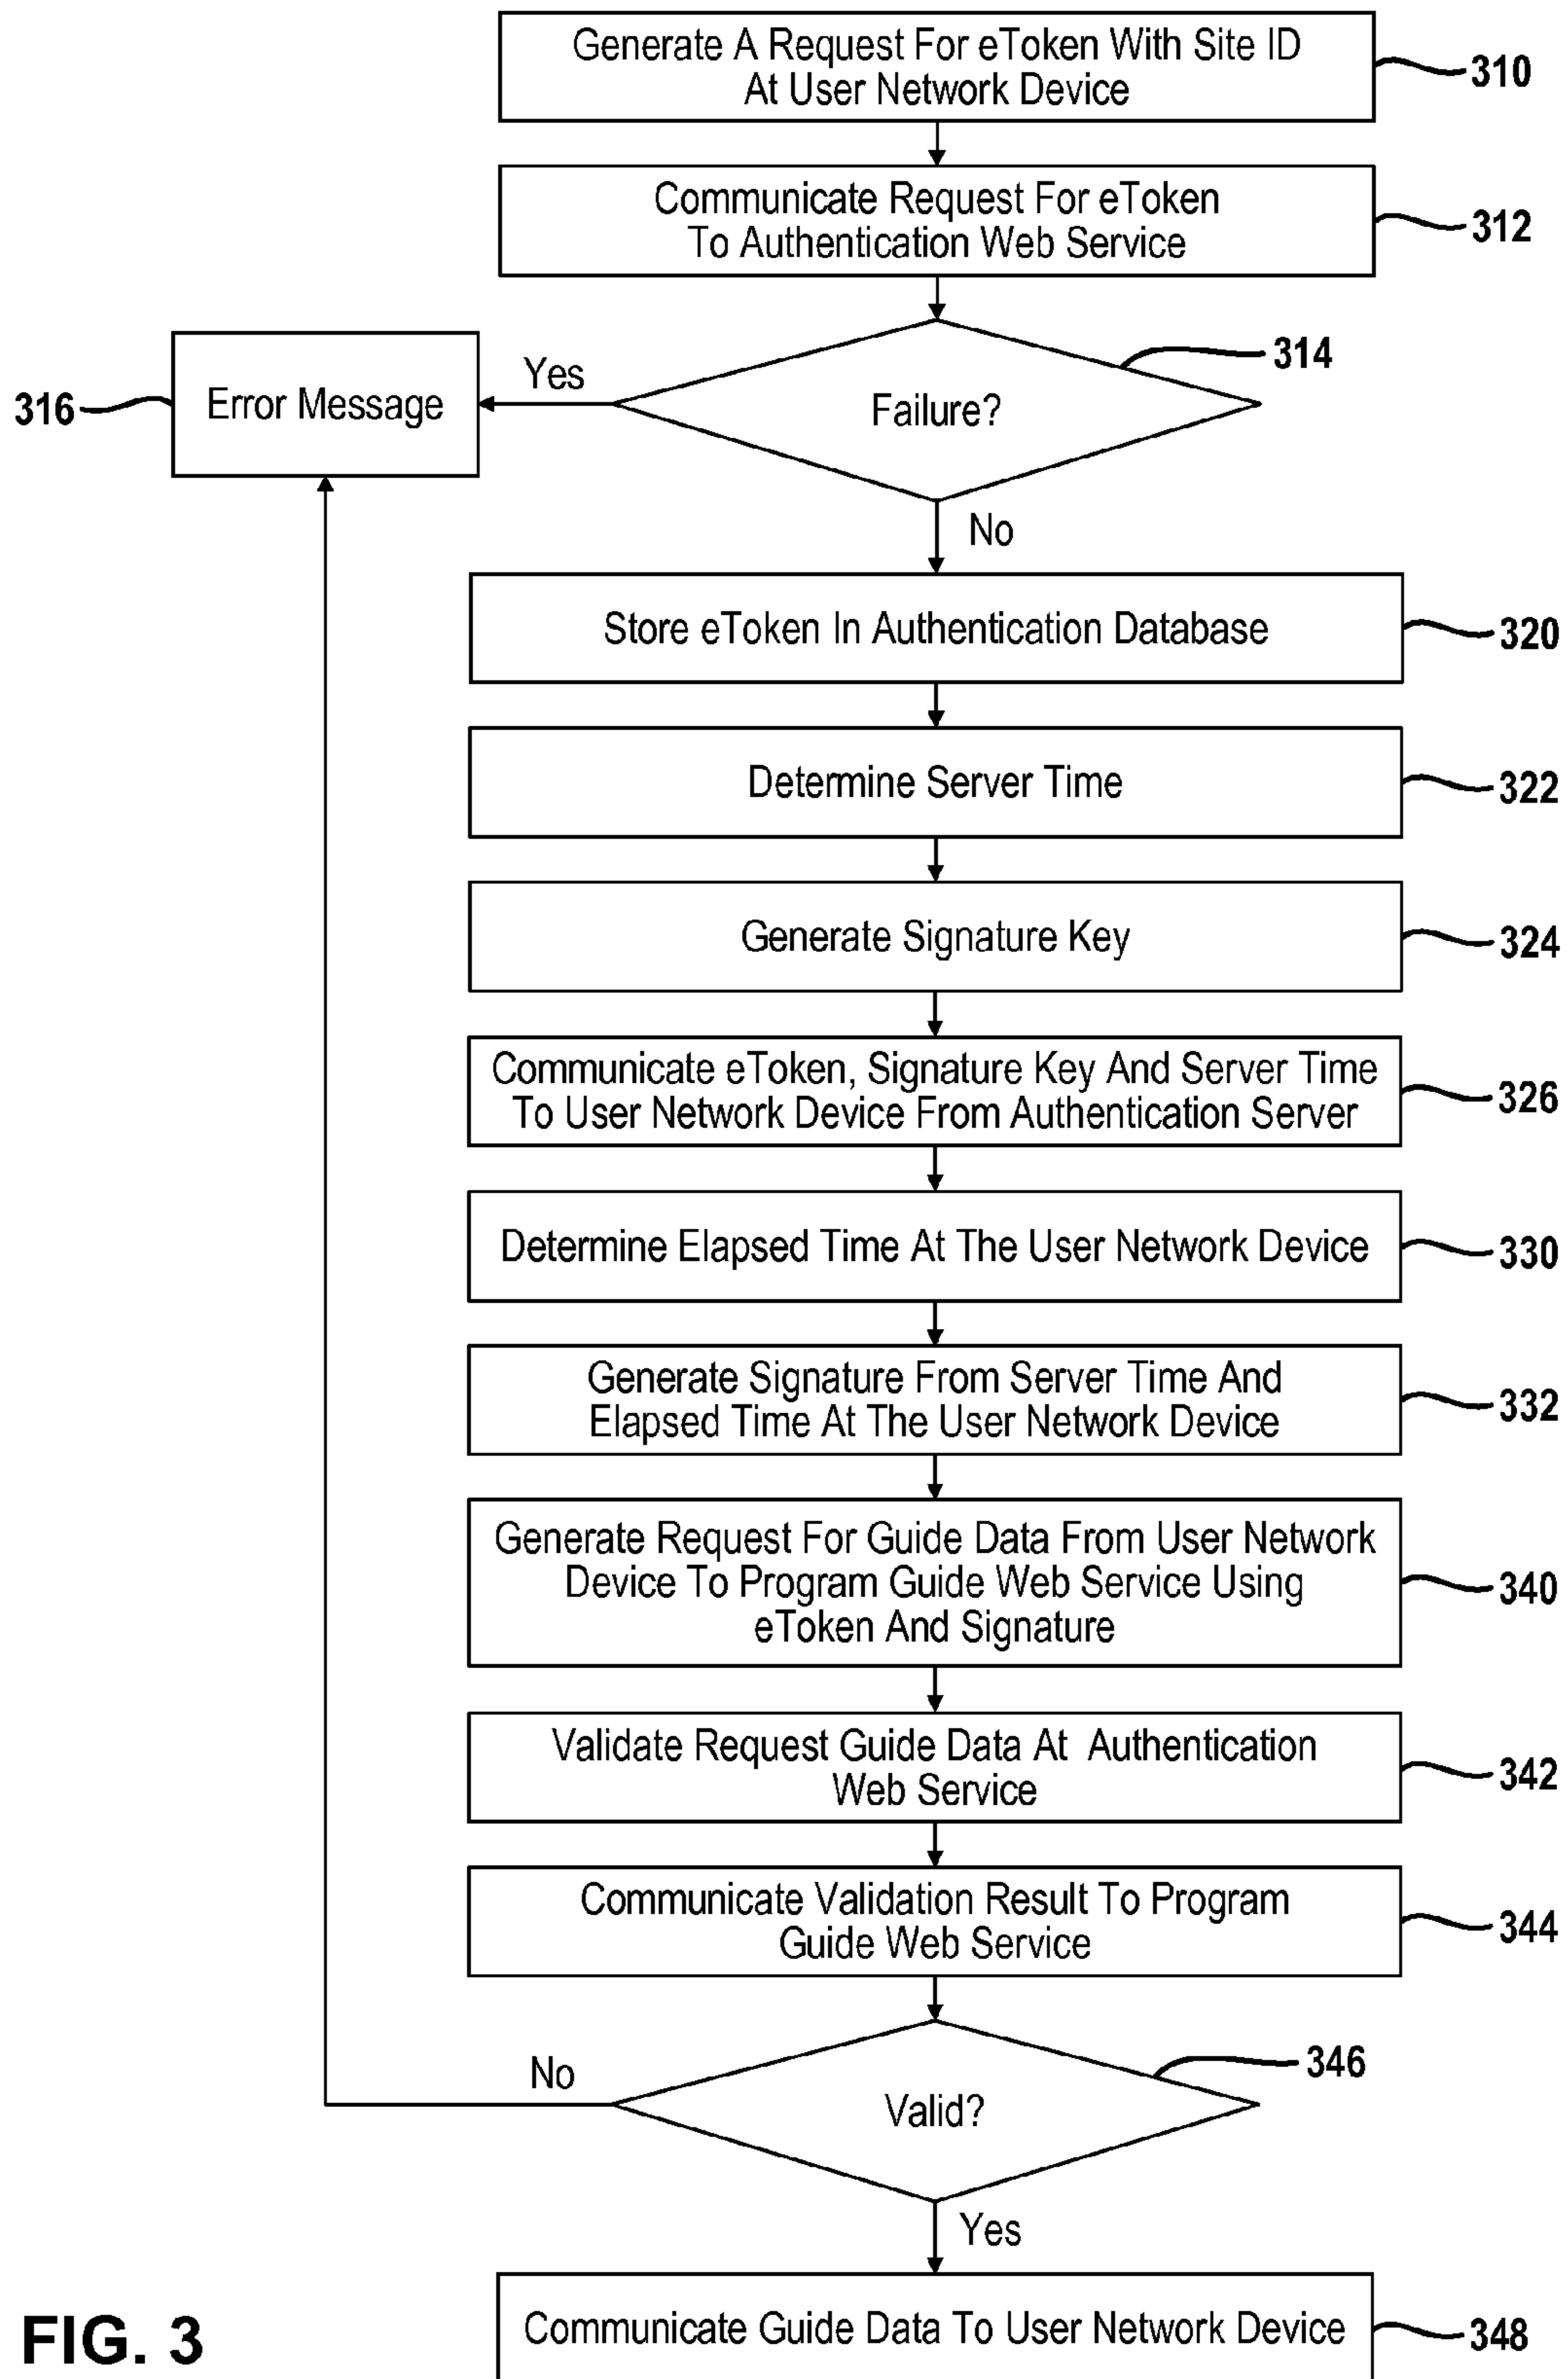 Generate A Request For eToken With Site ID
At User Network Device
310
Communicate Request For eToken
To Authentication Web Service
312
314
Failure?
Yes
Error Message
316
No
Store eToken In Authentication Database
320
Determine Server Time
322
Generate Signature Key
324
Communicate eToken, Signature Key And Server Time
To User Network Device From Authentication Server
326
Determine Elapsed Time At The User Network Device
330
Generate Signature From Server Time And
Elapsed Time At The User Network Device
332
Generate Request For Guide Data From User Network
Device To Program Guide Web Service Using
eToken And Signature
340
Validate Request Guide Data At Authentication
Web Service
342
Communicate Validation Result To Program
Guide Web Service
344
346
Valid?
No
Yes
Communicate Guide Data To User Network Device
348
FIG. 3